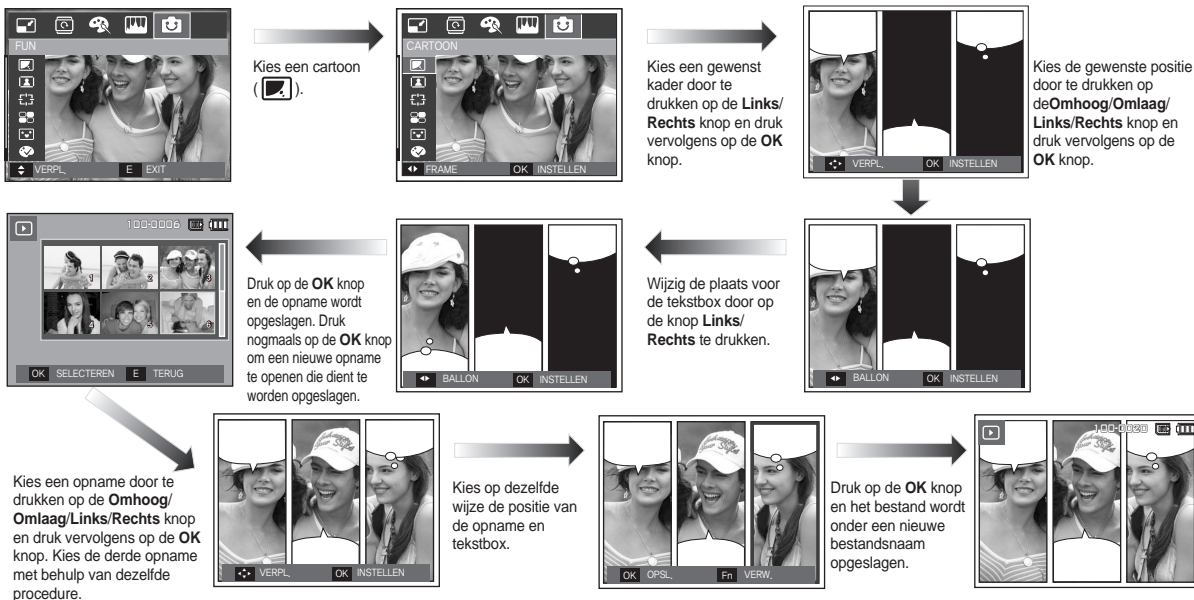 FUN
VERPL.
E EXIT
Kies een cartoon
( ).
CARTOON
FRAME
OK INSTELLEN
Kies een gewenst
kader door te
drukken op de Links/
Rechts knop en druk
vervolgens op de OK
knop.
VERPL.
OK INSTELLEN
Kies de gewenste positie
door te drukken op
deOmhoog/Omlaag/
Links/Rechts knop en
druk vervolgens op de
OK knop.
BALLON
OK INSTELLEN
Wijzig de plaats voor
de tekstbox door op
de knop Links/
Rechts te drukken.
BALLON
OK INSTELLEN
Druk op de OK knop
en de opname wordt
opgeslagen. Druk
nogmaals op de OK knop
om een nieuwe opname
te openen die dient te
worden opgeslagen.
100-0006
1
2
3
4
5
6
OK SELECTEREN E TERUG
Kies een opname door te
drukken op de Omhoog/
Omlaag/Links/Rechts knop
en druk vervolgens op de OK
knop. Kies de derde opname
met behulp van dezelfde
procedure.
VERPL.
OK INSTELLEN
Kies op dezelfde
wijze de positie van
de opname en
tekstbox.
OK OPSL.
Fn VERW.
Druk op de OK knop
en het bestand wordt
onder een nieuwe
bestandsnaam
opgeslagen.
100-0020